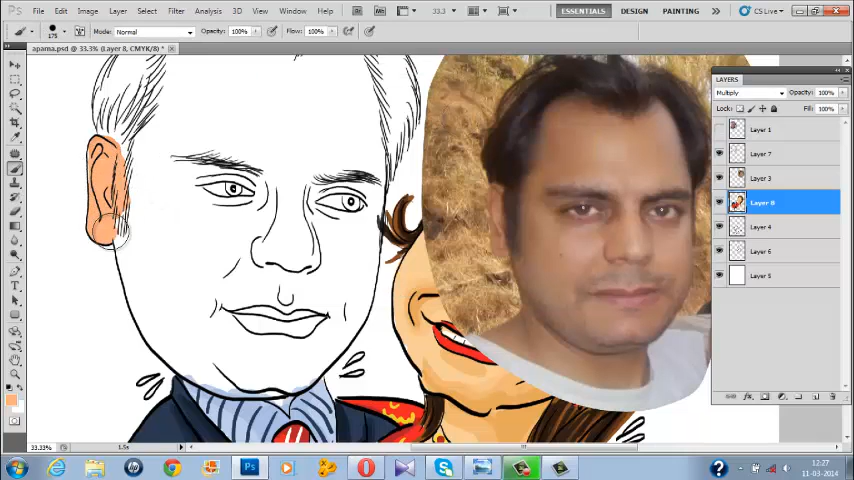 File Edit Image Layer Select Filter Analysis 3D View Window Help 33.3 ESSENTIALS DESIGN PAINTING CS Live
175 Mode: Normal Opacity: 100% Flow: 100%
apama.psd @ 33.3% (Layer 8, CMYK/8) *
LAYERS
Multiply Opacity: 100%
Lock: Fill: 100%
Layer 1
Layer 7
Layer 3
Layer 8
Layer 4
Layer 6
Layer 5
33.33% 1.5s
12:27
11-03-2014